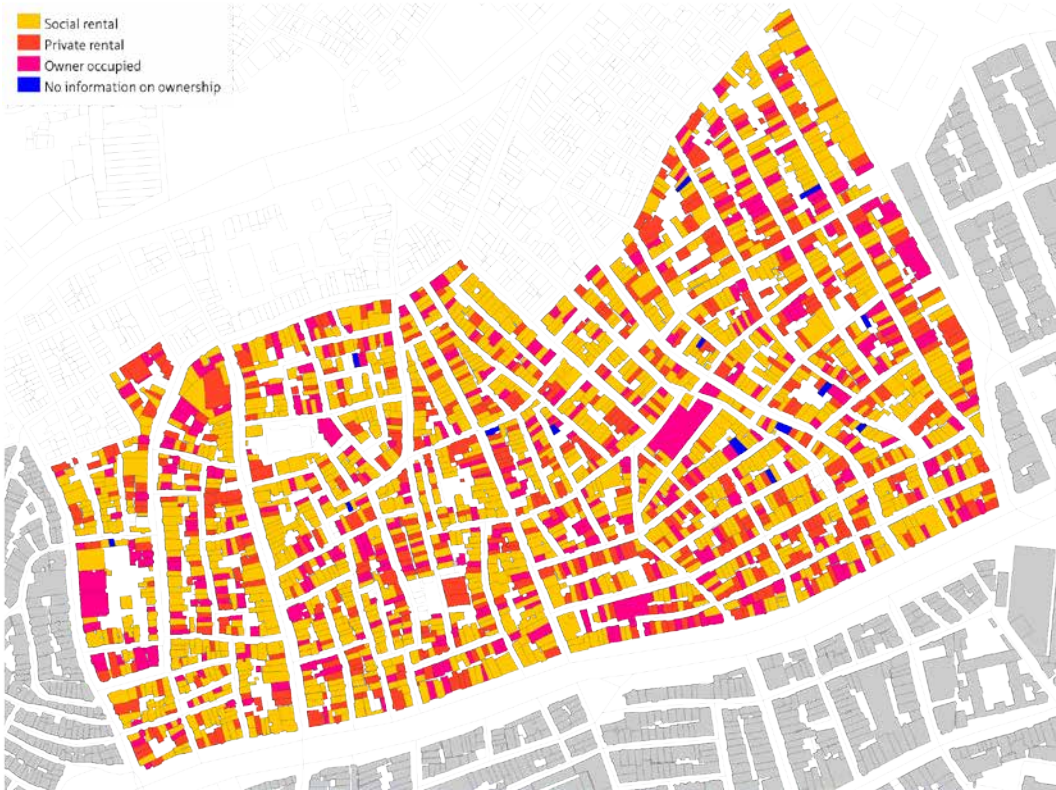 Social rental
Private rental
Owner occupied
No information on ownership